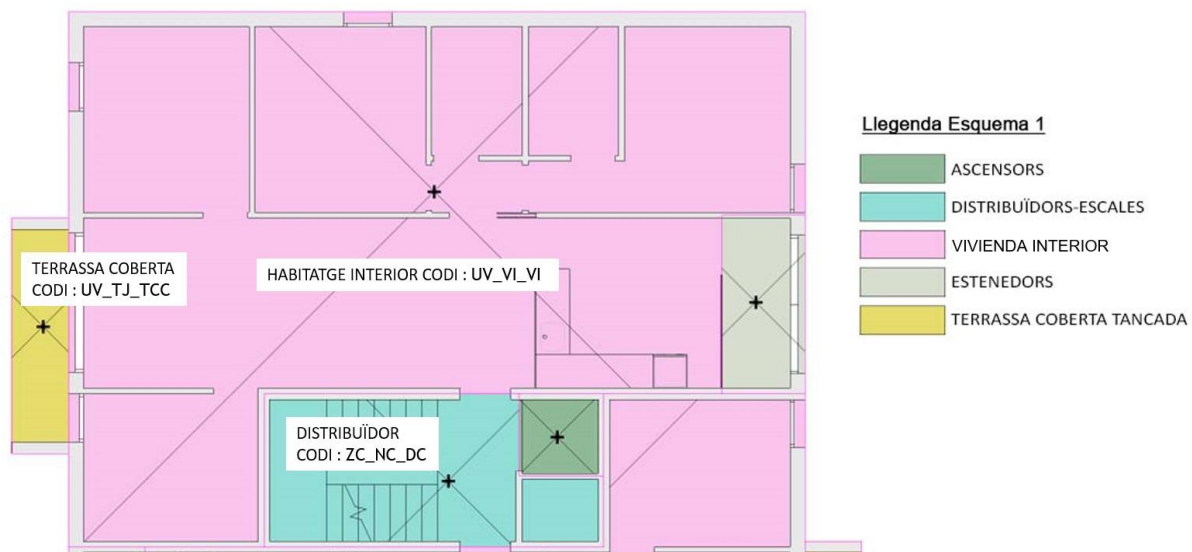 TERRASSA COBERTA
CODI : UV_TJ_TCC
HABITATGE INTERIOR CODI : UV_VI_VI
DISTRIBUÏDOR
CODI : ZC_NC_DC
Llegenda Esquema 1
ASCENSORS
DISTRIBUÏDORS-ESCALES
VIVIENDA INTERIOR
ESTENEDORS
TERRASSA COBERTA TANCADA